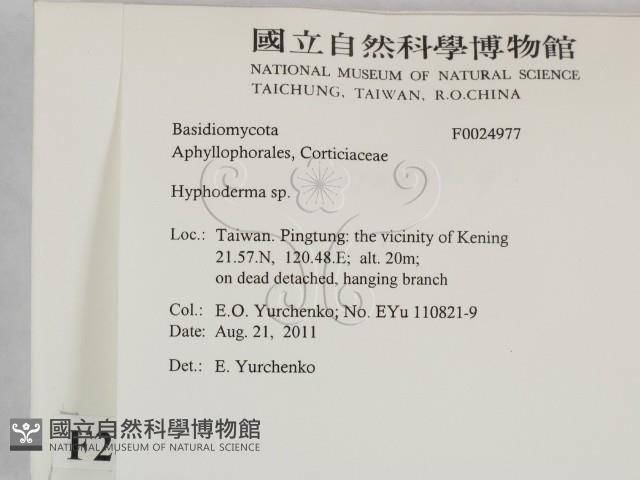 國立自然科學博物館
NATIONAL MUSEUM OF NATURAL SCIENCE
TAICHUNG, TAIWAN, R.O.CHINA
Basidiomycota F0024977
Aphyllophorales, Corticiaceae
Hyphoderma sp.
Loc.: Taiwan. Pingtung: the vicinity of Kening
21.57.N, 120.48.E; alt. 20m;
on dead detached, hanging branch
Col.: E.O. Yurchenko; No. EYu 110821-9
Date: Aug. 21, 2011
Det.: E. Yurchenko
國立自然科學博物館
NATIONAL MUSEUM OF NATURAL SCIENCE
F2